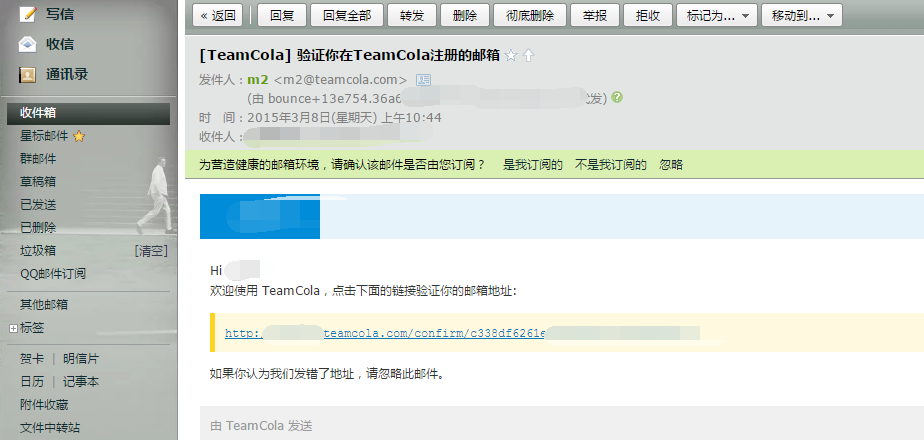 写信
收信
通讯录
收件箱
星标邮件
群邮件
草稿箱
已发送
已删除
垃圾箱 [清空]
QQ邮件订阅
其他邮箱
标签
贺卡 | 明信片
日历 | 记事本
附件收藏
文件中转站
« 返回 回复 回复全部 转发 删除 彻底删除 举报 拒收 标记为... 移动到...
[TeamCola] 验证你在TeamCola注册的邮箱
发件人：m2 <m2@teamcola.com>
(由 bounce+13e754.36a6 代发)
时 间：2015年3月8日(星期天) 上午10:44
收件人：
为营造健康的邮箱环境，请确认该邮件是否由您订阅？ 是我订阅的 不是我订阅的 忽略
Hi
欢迎使用 TeamCola，点击下面的链接验证你的邮箱地址:
http: teamcola.com/confirm/c338df6261
如果你认为我们发错了地址，请忽略此邮件。
由 TeamCola 发送